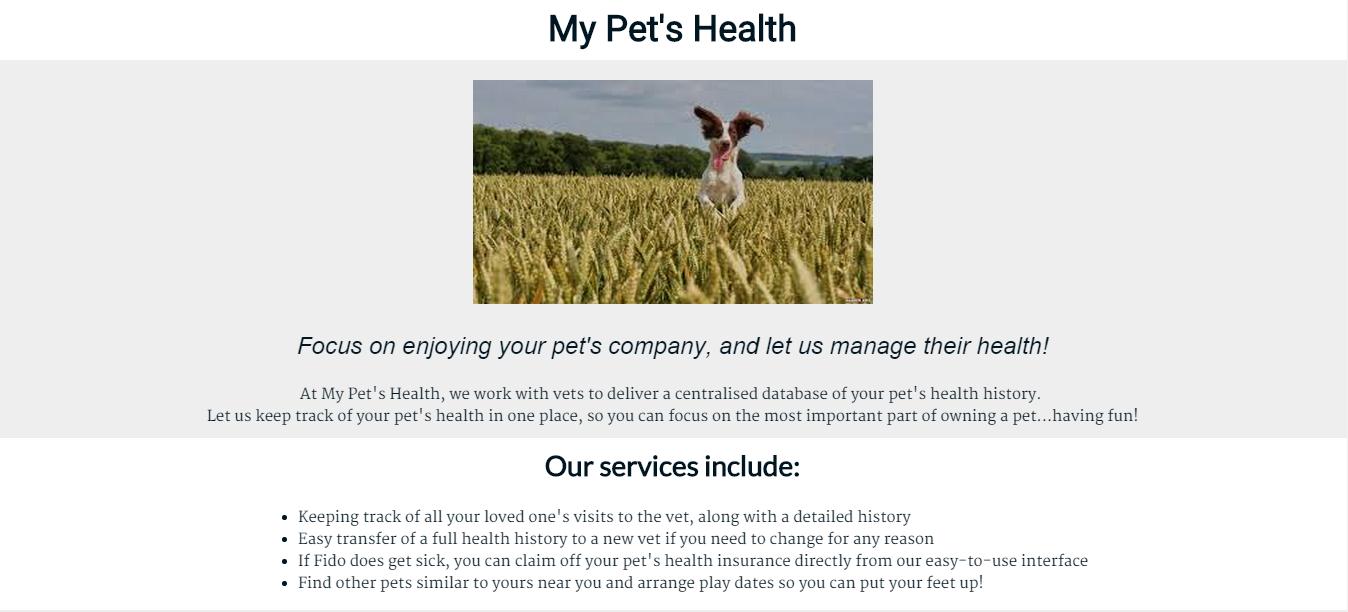 My Pet's Health
Focus on enjoying your pet's company, and let us manage their health!
At My Pet's Health, we work with vets to deliver a centralised database of your pet's health history.
Let us keep track of your pet's health in one place, so you can focus on the most important part of owning a pet...having fun!
Our services include:
• Keeping track of all your loved one's visits to the vet, along with a detailed history
• Easy transfer of a full health history to a new vet if you need to change for any reason
• If Fido does get sick, you can claim off your pet's health insurance directly from our easy-to-use interface
• Find other pets similar to yours near you and arrange play dates so you can put your feet up!